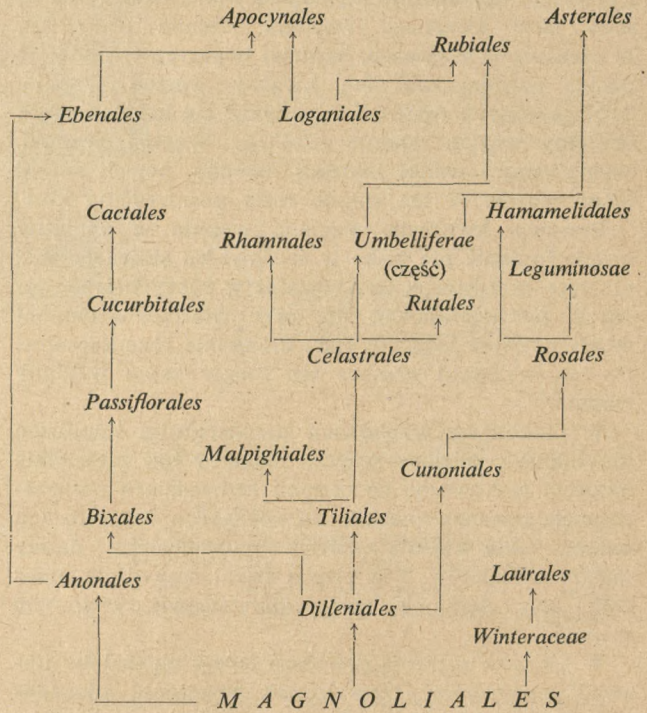 Apocynales
Asterales
Rubiales
Ebenales
Loganiales
Cactales
Hamamelidales
Rhamnales
Umbelliferae
(część)
Leguminosae
Cucurbitales
Rutales
Celastrales
Rosales
Passiflorales
Malpighiales
Cunoniales
Bixales
Tiliales
Anonales
Laurales
Dilleniales
Winteraceae
MAGNOLIALES